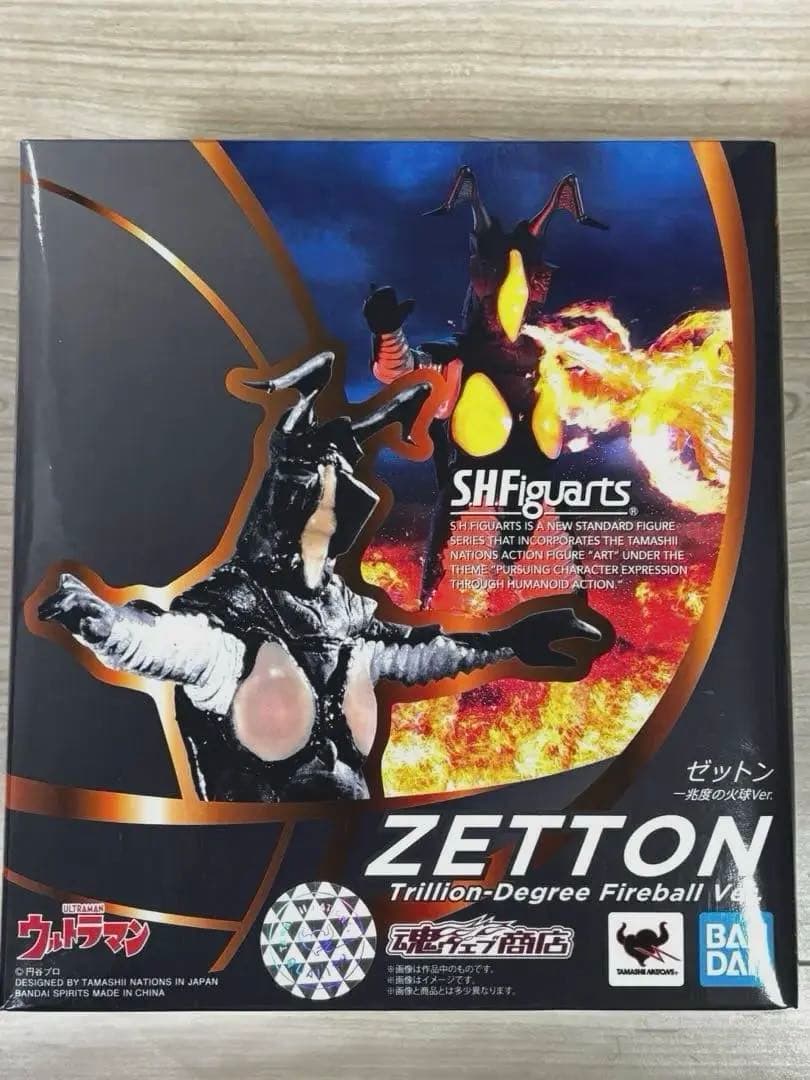 S.H.Figuarts®
S.H.FIGUARTS IS A NEW STANDARD FIGURE
SERIES THAT INCORPORATES THE TAMASHII
NATIONS ACTION FIGURE "ART" UNDER THE
THEME "PURSUING CHARACTER EXPRESSION
THROUGH HUMANOID ACTION."
ゼットン
一兆度の火球Ver.
ZETTON
Trillion-Degree Fireball Ver.
ULTRAMAN
ウルトラマン
© 円谷プロ
DESIGNED BY TAMASHII NATIONS IN JAPAN
BANDAI SPIRITS MADE IN CHINA
魂ウェブ商店
※画像は作品中のものです。
※画像はイメージです。
※画像と商品とは多少異なります。
TAMASHII NATIONS
BAN
DAI